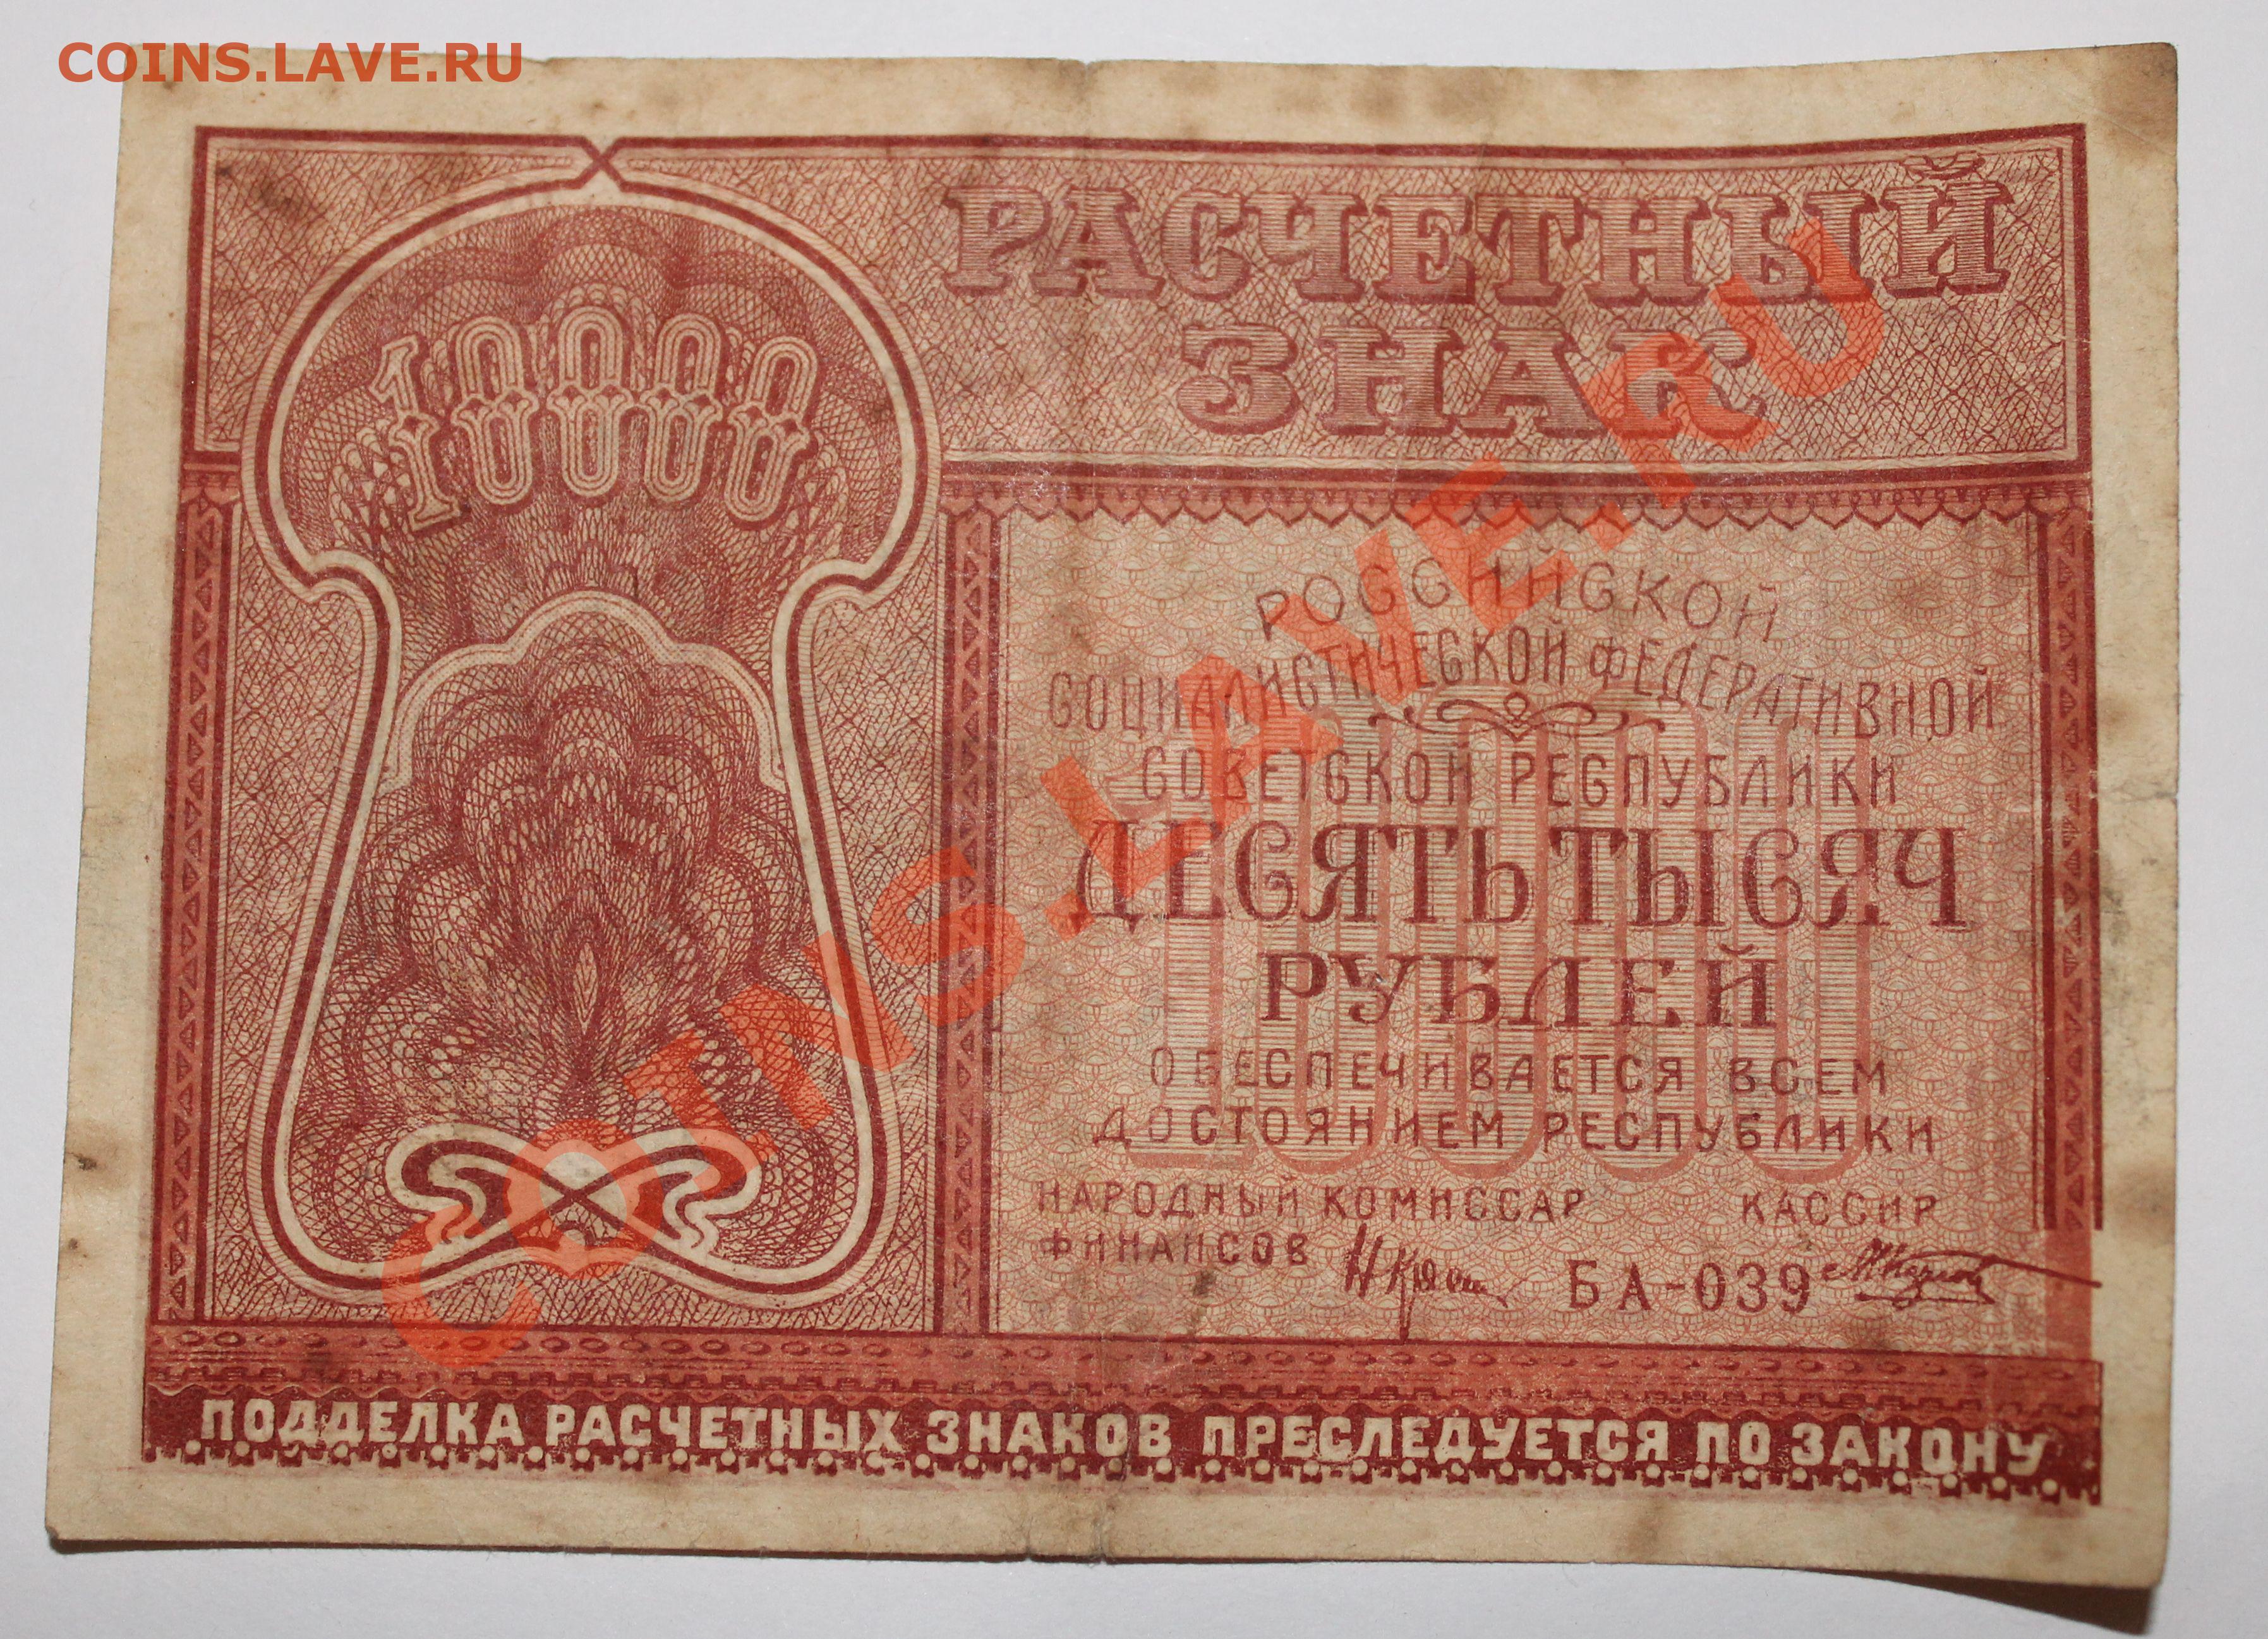 COINS.LAVE.RU
РАСЧЕТНЫЙ
ЗНАК
10000
РОССИЙСКОЙ
СОЦИАЛИСТИЧЕСКОЙ ФЕДЕРАТИВНОЙ
СОВЕТСКОЙ РЕСПУБЛИКИ
10000
ДЕСЯТЬ ТЫСЯЧ
РУБЛЕЙ
ОБЕСПЕЧИВАЕТСЯ ВСЕМ
ДОСТОЯНИЕМ РЕСПУБЛИКИ
НАРОДНЫЙ КОМИССАР КАССИР
ФИНАНСОВ БА-039
ПОДДЕЛКА РАСЧЕТНЫХ ЗНАКОВ ПРЕСЛЕДУЕТСЯ ПО ЗАКОНУ
COINS.LAVE.RU